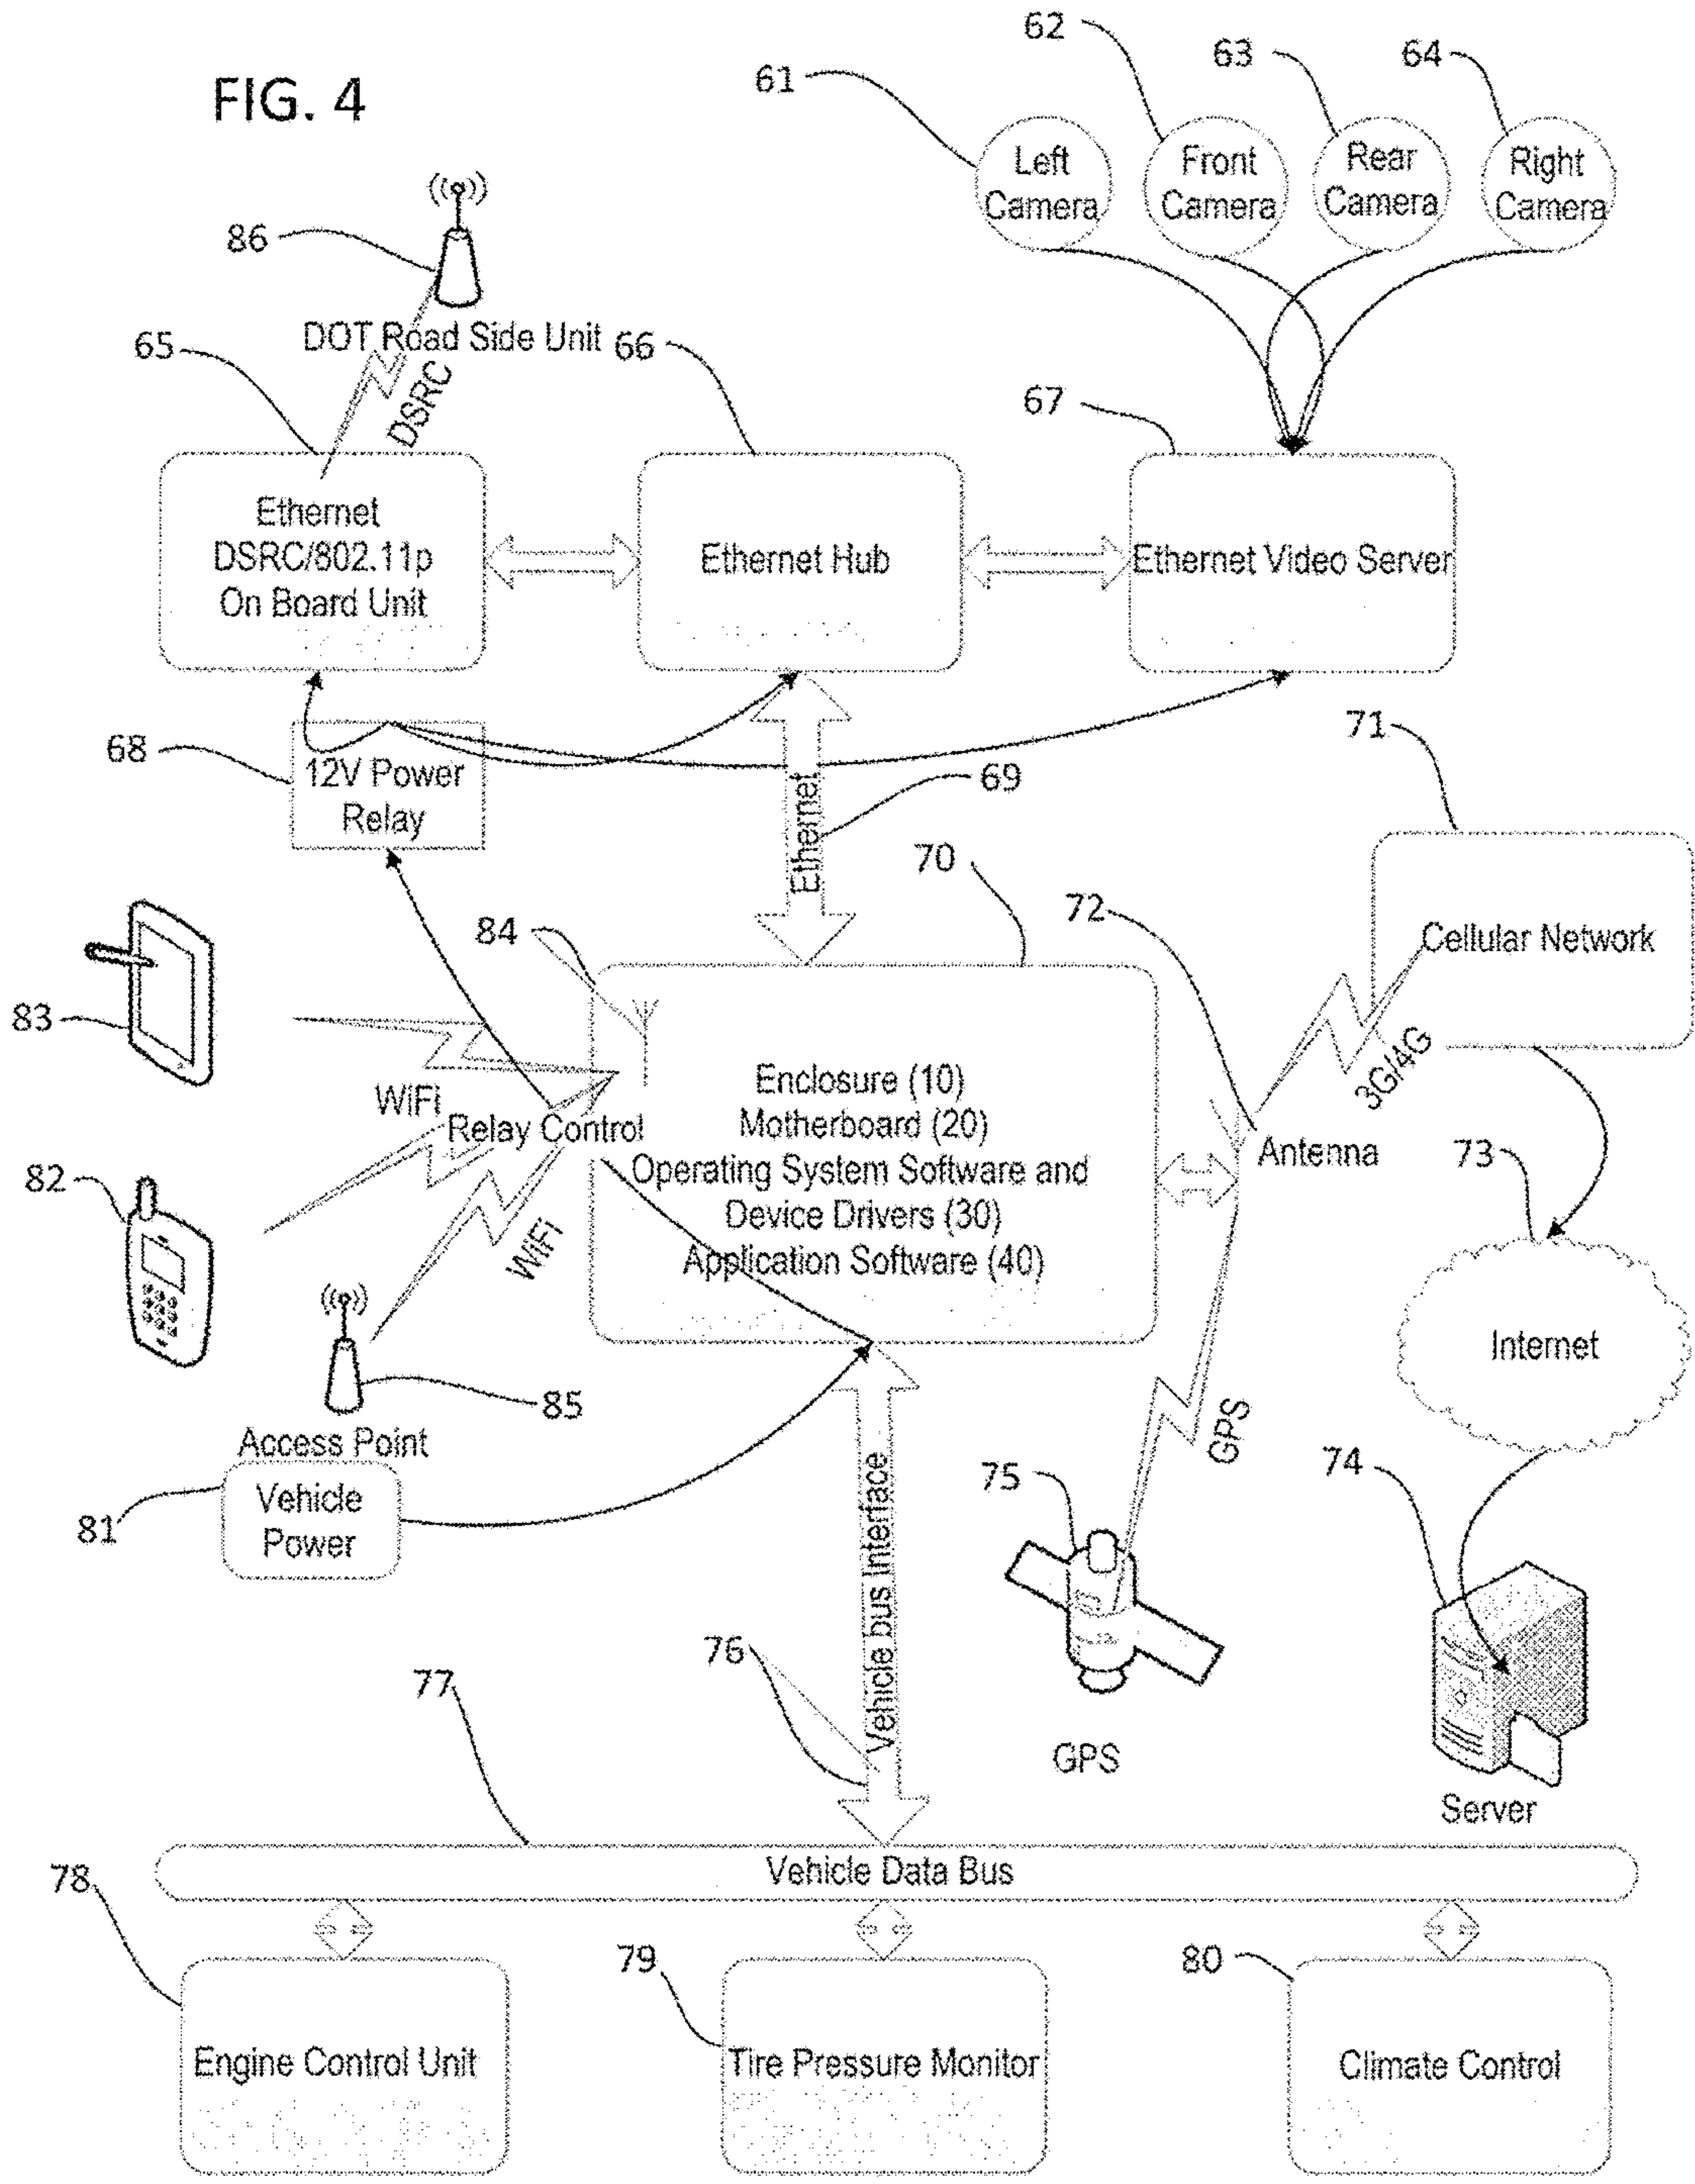 FIG. 4
61
62
63
64
Left
Camera
Front
Camera
Rear
Camera
Right
Camera
86
DOT Road Side Unit
65
66
67
DSRC
Ethernet
DSRC/802.11p
On Board Unit
Ethernet Hub
Ethernet Video Server
68
12V Power
Relay
Ethernet
69
70
71
72
Cellular Network
3G/4G
83
84
WiFi
Relay Control
Enclosure (10)
Motherboard (20)
Operating System Software and
Device Drivers (30)
Application Software (40)
Antenna
73
82
WiFi
Internet
85
Access Point
81
Vehicle
Power
Vehicle bus Interface
GPS
75
74
76
77
GPS
Server
Vehicle Data Bus
78
79
80
Engine Control Unit
Tire Pressure Monitor
Climate Control